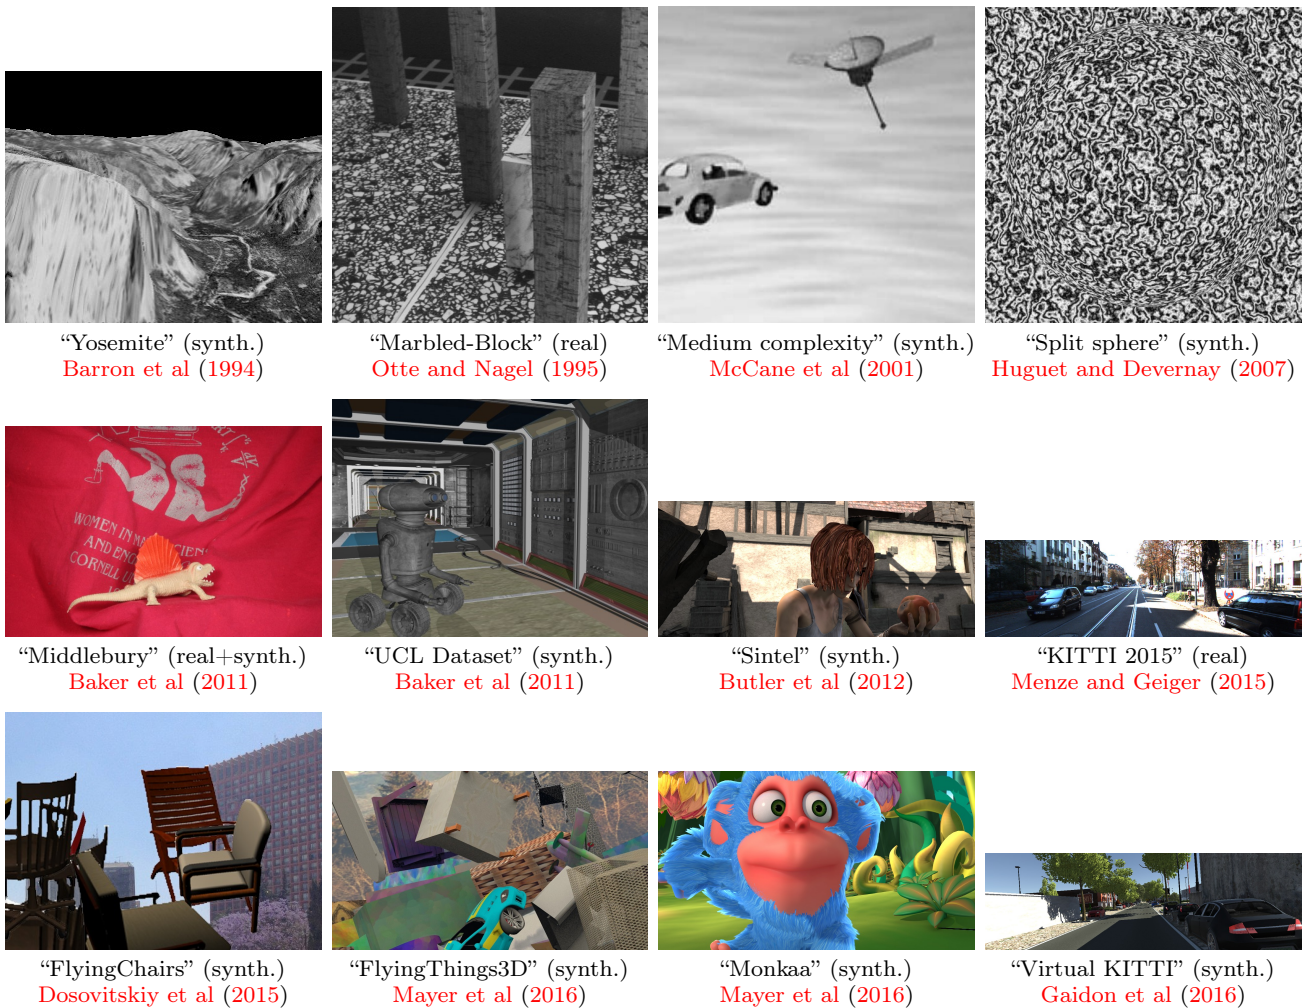 “Yosemite” (synth.)
Barron et al (1994)
“Marbled-Block” (real)
Otte and Nagel (1995)
“Medium complexity” (synth.)
McCane et al (2001)
“Split sphere” (synth.)
Huguet and Devernay (2007)
WOMEN IN
AND
CORNELL
“Middlebury” (real+synth.)
Baker et al (2011)
“UCL Dataset” (synth.)
Baker et al (2011)
“Sintel” (synth.)
Butler et al (2012)
“KITTI 2015” (real)
Menze and Geiger (2015)
“FlyingChairs” (synth.)
Dosovitskiy et al (2015)
“FlyingThings3D” (synth.)
Mayer et al (2016)
“Monkaa” (synth.)
Mayer et al (2016)
“Virtual KITTI” (synth.)
Gaidon et al (2016)